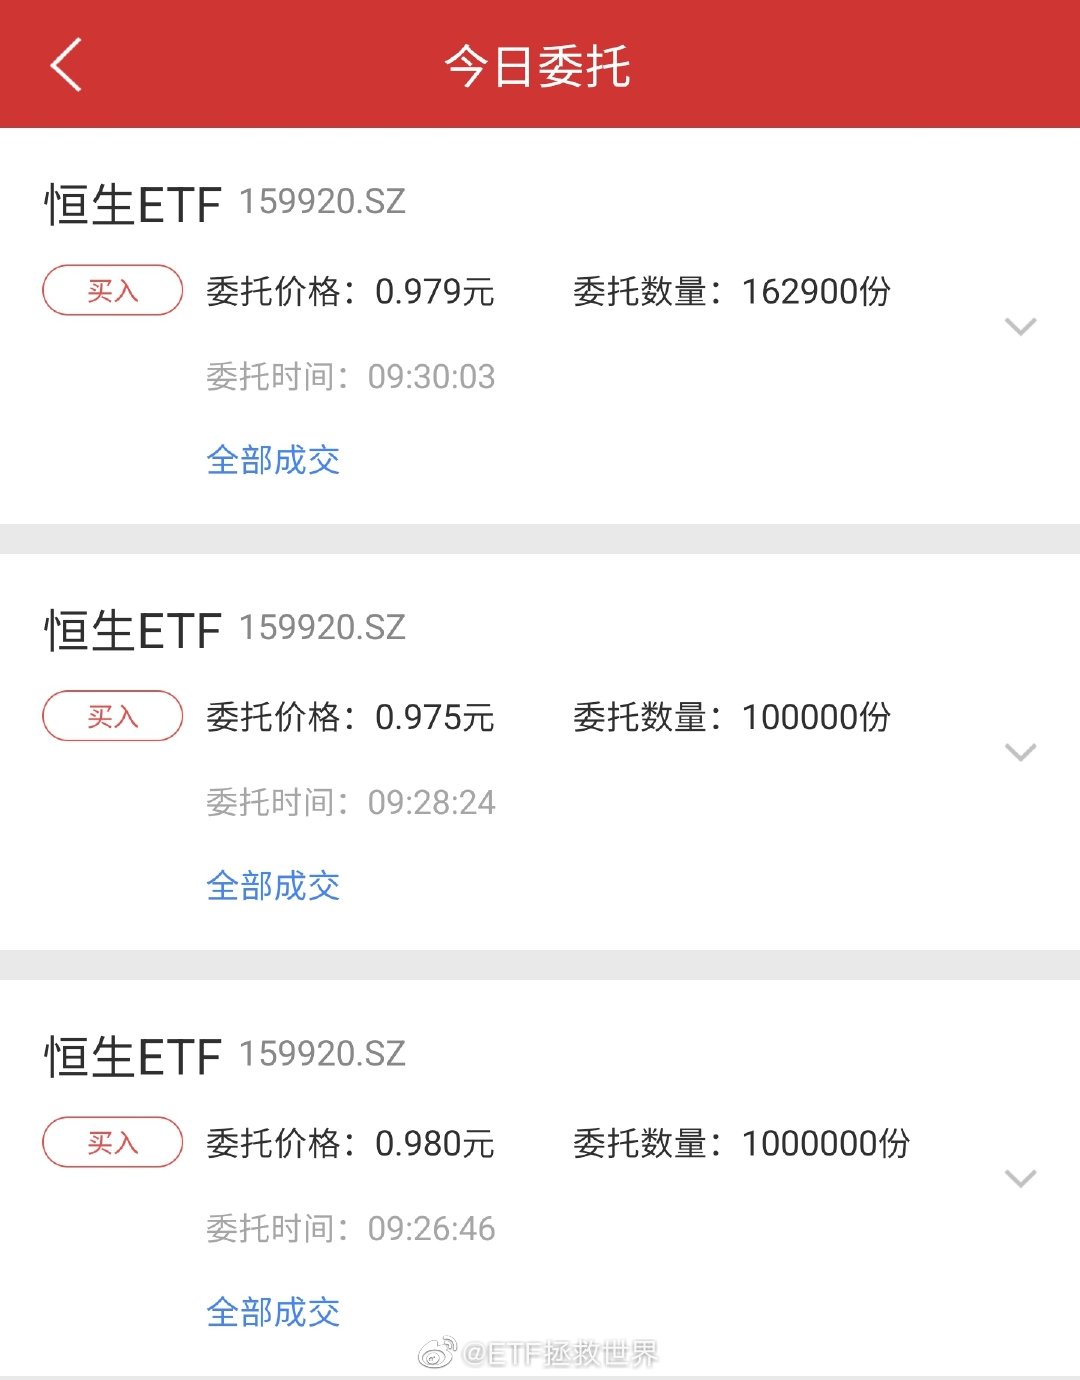 今日委托
恒生ETF 159920.SZ
买入 委托价格：0.979元 委托数量：162900份
委托时间：09:30:03
全部成交
恒生ETF 159920.SZ
买入 委托价格：0.975元 委托数量：100000份
委托时间：09:28:24
全部成交
恒生ETF 159920.SZ
买入 委托价格：0.980元 委托数量：1000000份
委托时间：09:26:46
全部成交
@ETF拯救世界